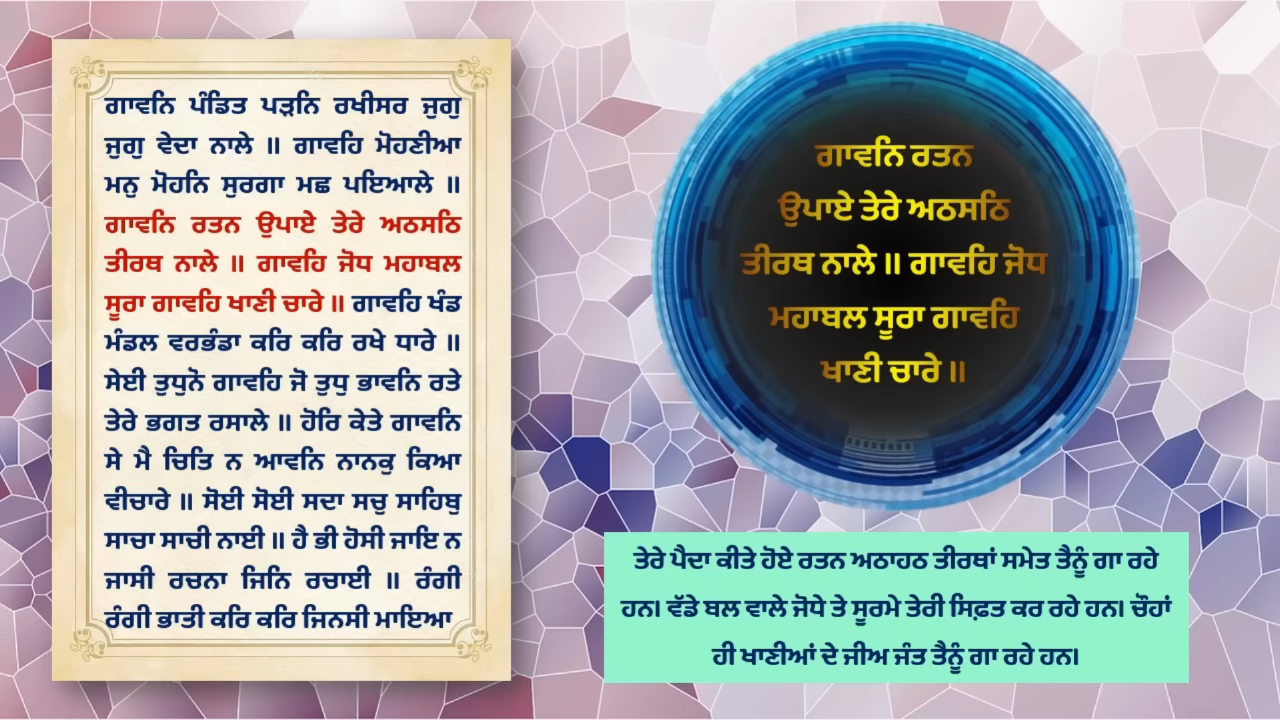 ਗਾਵਨਿ ਪੰਡਿਤ ਪੜਨਿ ਰਖੀਸਰ ਜੁਗੁ
ਜੁਗੁ ਵੇਦਾ ਨਾਲੇ ॥ ਗਾਵਹਿ ਮੋਹਣੀਆ
ਮਨੁ ਮੋਹਨਿ ਸੁਰਗਾ ਮਛ ਪਇਆਲੇ ॥
ਗਾਵਨਿ ਰਤਨ ਉਪਾਏ ਤੇਰੇ ਅਠਸਠਿ
ਤੀਰਥ ਨਾਲੇ ॥ ਗਾਵਹਿ ਜੋਧ ਮਹਾਬਲ
ਸੂਰਾ ਗਾਵਹਿ ਖਾਣੀ ਚਾਰੇ ॥ ਗਾਵਹਿ ਖੰਡ
ਮੰਡਲ ਵਰਭੰਡਾ ਕਰਿ ਕਰਿ ਰਖੇ ਧਾਰੇ ॥
ਸੇਈ ਤੁਧੁਨੋ ਗਾਵਹਿ ਜੋ ਤੁਧੁ ਭਾਵਨਿ ਰਤੇ
ਤੇਰੇ ਭਗਤ ਰਸਾਲੇ ॥ ਹੋਰਿ ਕੇਤੇ ਗਾਵਨਿ
ਸੇ ਮੈ ਚਿਤਿ ਨ ਆਵਨਿ ਨਾਨਕੁ ਕਿਆ
ਵੀਚਾਰੇ ॥ ਸੋਈ ਸੋਈ ਸਦਾ ਸਚੁ ਸਾਹਿਬੁ
ਸਾਚਾ ਸਾਚੀ ਨਾਈ ॥ ਹੈ ਭੀ ਹੋਸੀ ਜਾਇ ਨ
ਜਾਸੀ ਰਚਨਾ ਜਿਨਿ ਰਚਾਈ ॥ ਰੰਗੀ
ਰੰਗੀ ਭਾਤੀ ਕਰਿ ਕਰਿ ਜਿਨਸੀ ਮਾਇਆ
ਗਾਵਨਿ ਰਤਨ
ਉਪਾਏ ਤੇਰੇ ਅਠਸਠਿ
ਤੀਰਥ ਨਾਲੇ ॥ ਗਾਵਹਿ ਜੋਧ
ਮਹਾਬਲ ਸੂਰਾ ਗਾਵਹਿ
ਖਾਣੀ ਚਾਰੇ ॥
ਤੇਰੇ ਪੈਦਾ ਕੀਤੇ ਹੋਏ ਰਤਨ ਅਠਾਹਠ ਤੀਰਥਾਂ ਸਮੇਤ ਤੈਨੂੰ ਗਾ ਰਹੇ
ਹਨ। ਵੱਡੇ ਬਲ ਵਾਲੇ ਜੋਧੇ ਤੇ ਸੂਰਮੇ ਤੇਰੀ ਸਿਫ਼ਤ ਕਰ ਰਹੇ ਹਨ। ਚੌਹਾਂ
ਹੀ ਖਾਣੀਆਂ ਦੇ ਜੀਅ ਜੰਤ ਤੈਨੂੰ ਗਾ ਰਹੇ ਹਨ।